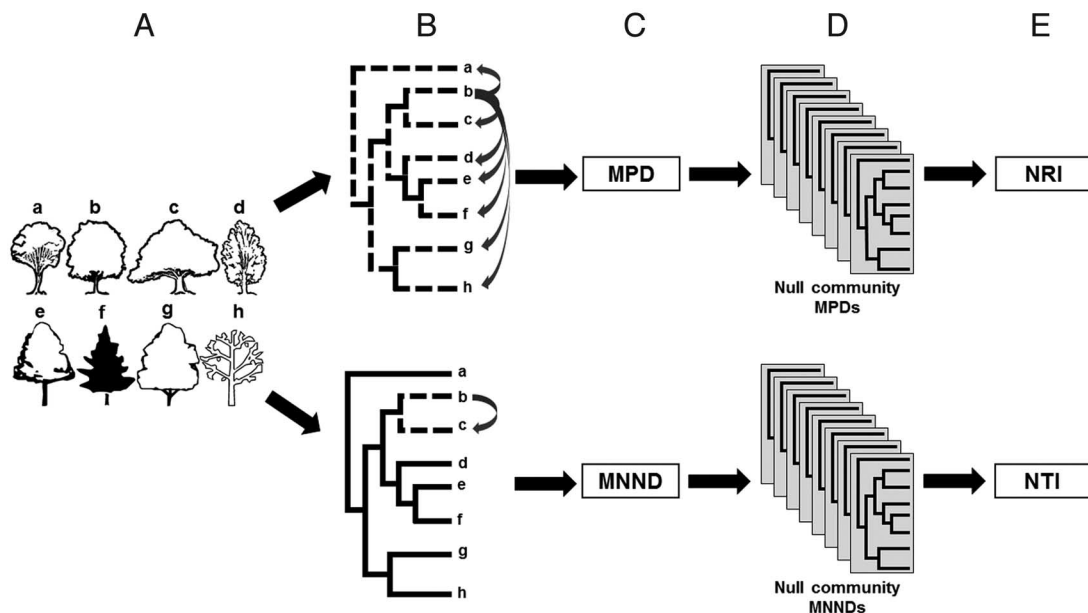 A B C D E
a b c d
e f g h
a
b
c
d
e
f
g
h
MPD
Null community
MPDs
NRI
a
b
c
d
e
f
g
h
MNND
Null community
MNNDs
NTI